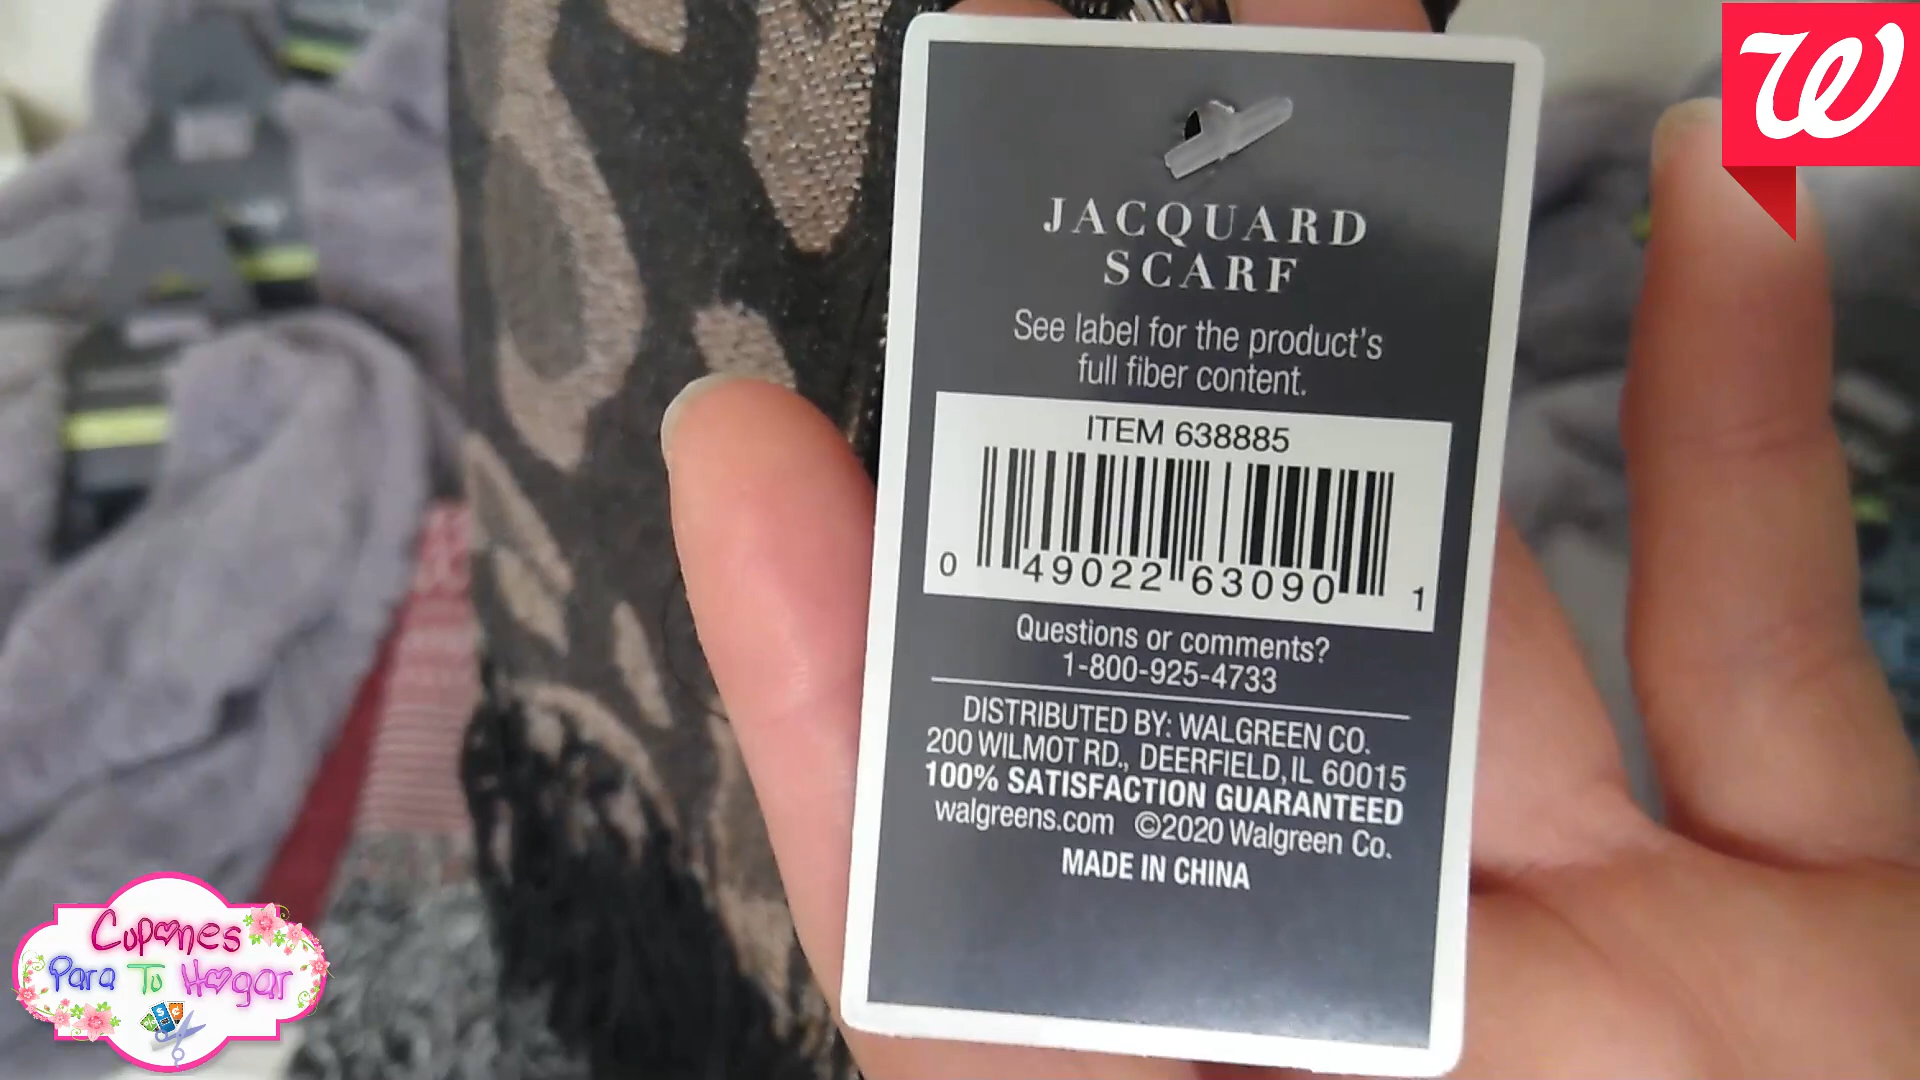 W
JACQUARD
SCARF
See label for the product's
full fiber content.
ITEM 638885
0 49022 63090 1
Questions or comments?
1-800-925-4733
DISTRIBUTED BY: WALGREEN CO.
200 WILMOT RD., DEERFIELD, IL 60015
100% SATISFACTION GUARANTEED
walgreens.com ©2020 Walgreen Co.
MADE IN CHINA
Cupones
Para Tu Hogar